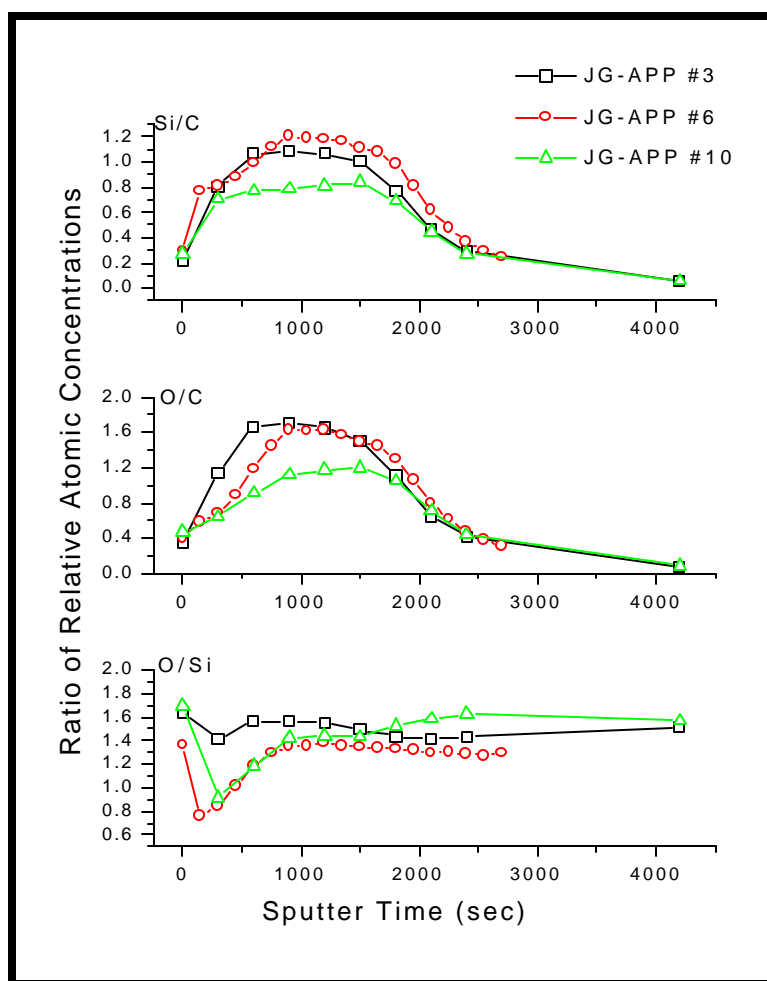 JG-APP #3
JG-APP #6
JG-APP #10
Ratio of Relative Atomic Concentrations
Si/C
1.2
1.0
0.8
0.6
0.4
0.2
0.0
0 1000 2000 3000 4000
O/C
2.0
1.6
1.2
0.8
0.4
0.0
0 1000 2000 3000 4000
O/Si
2.0
1.8
1.6
1.4
1.2
1.0
0.8
0.6
0 1000 2000 3000 4000
Sputter Time (sec)